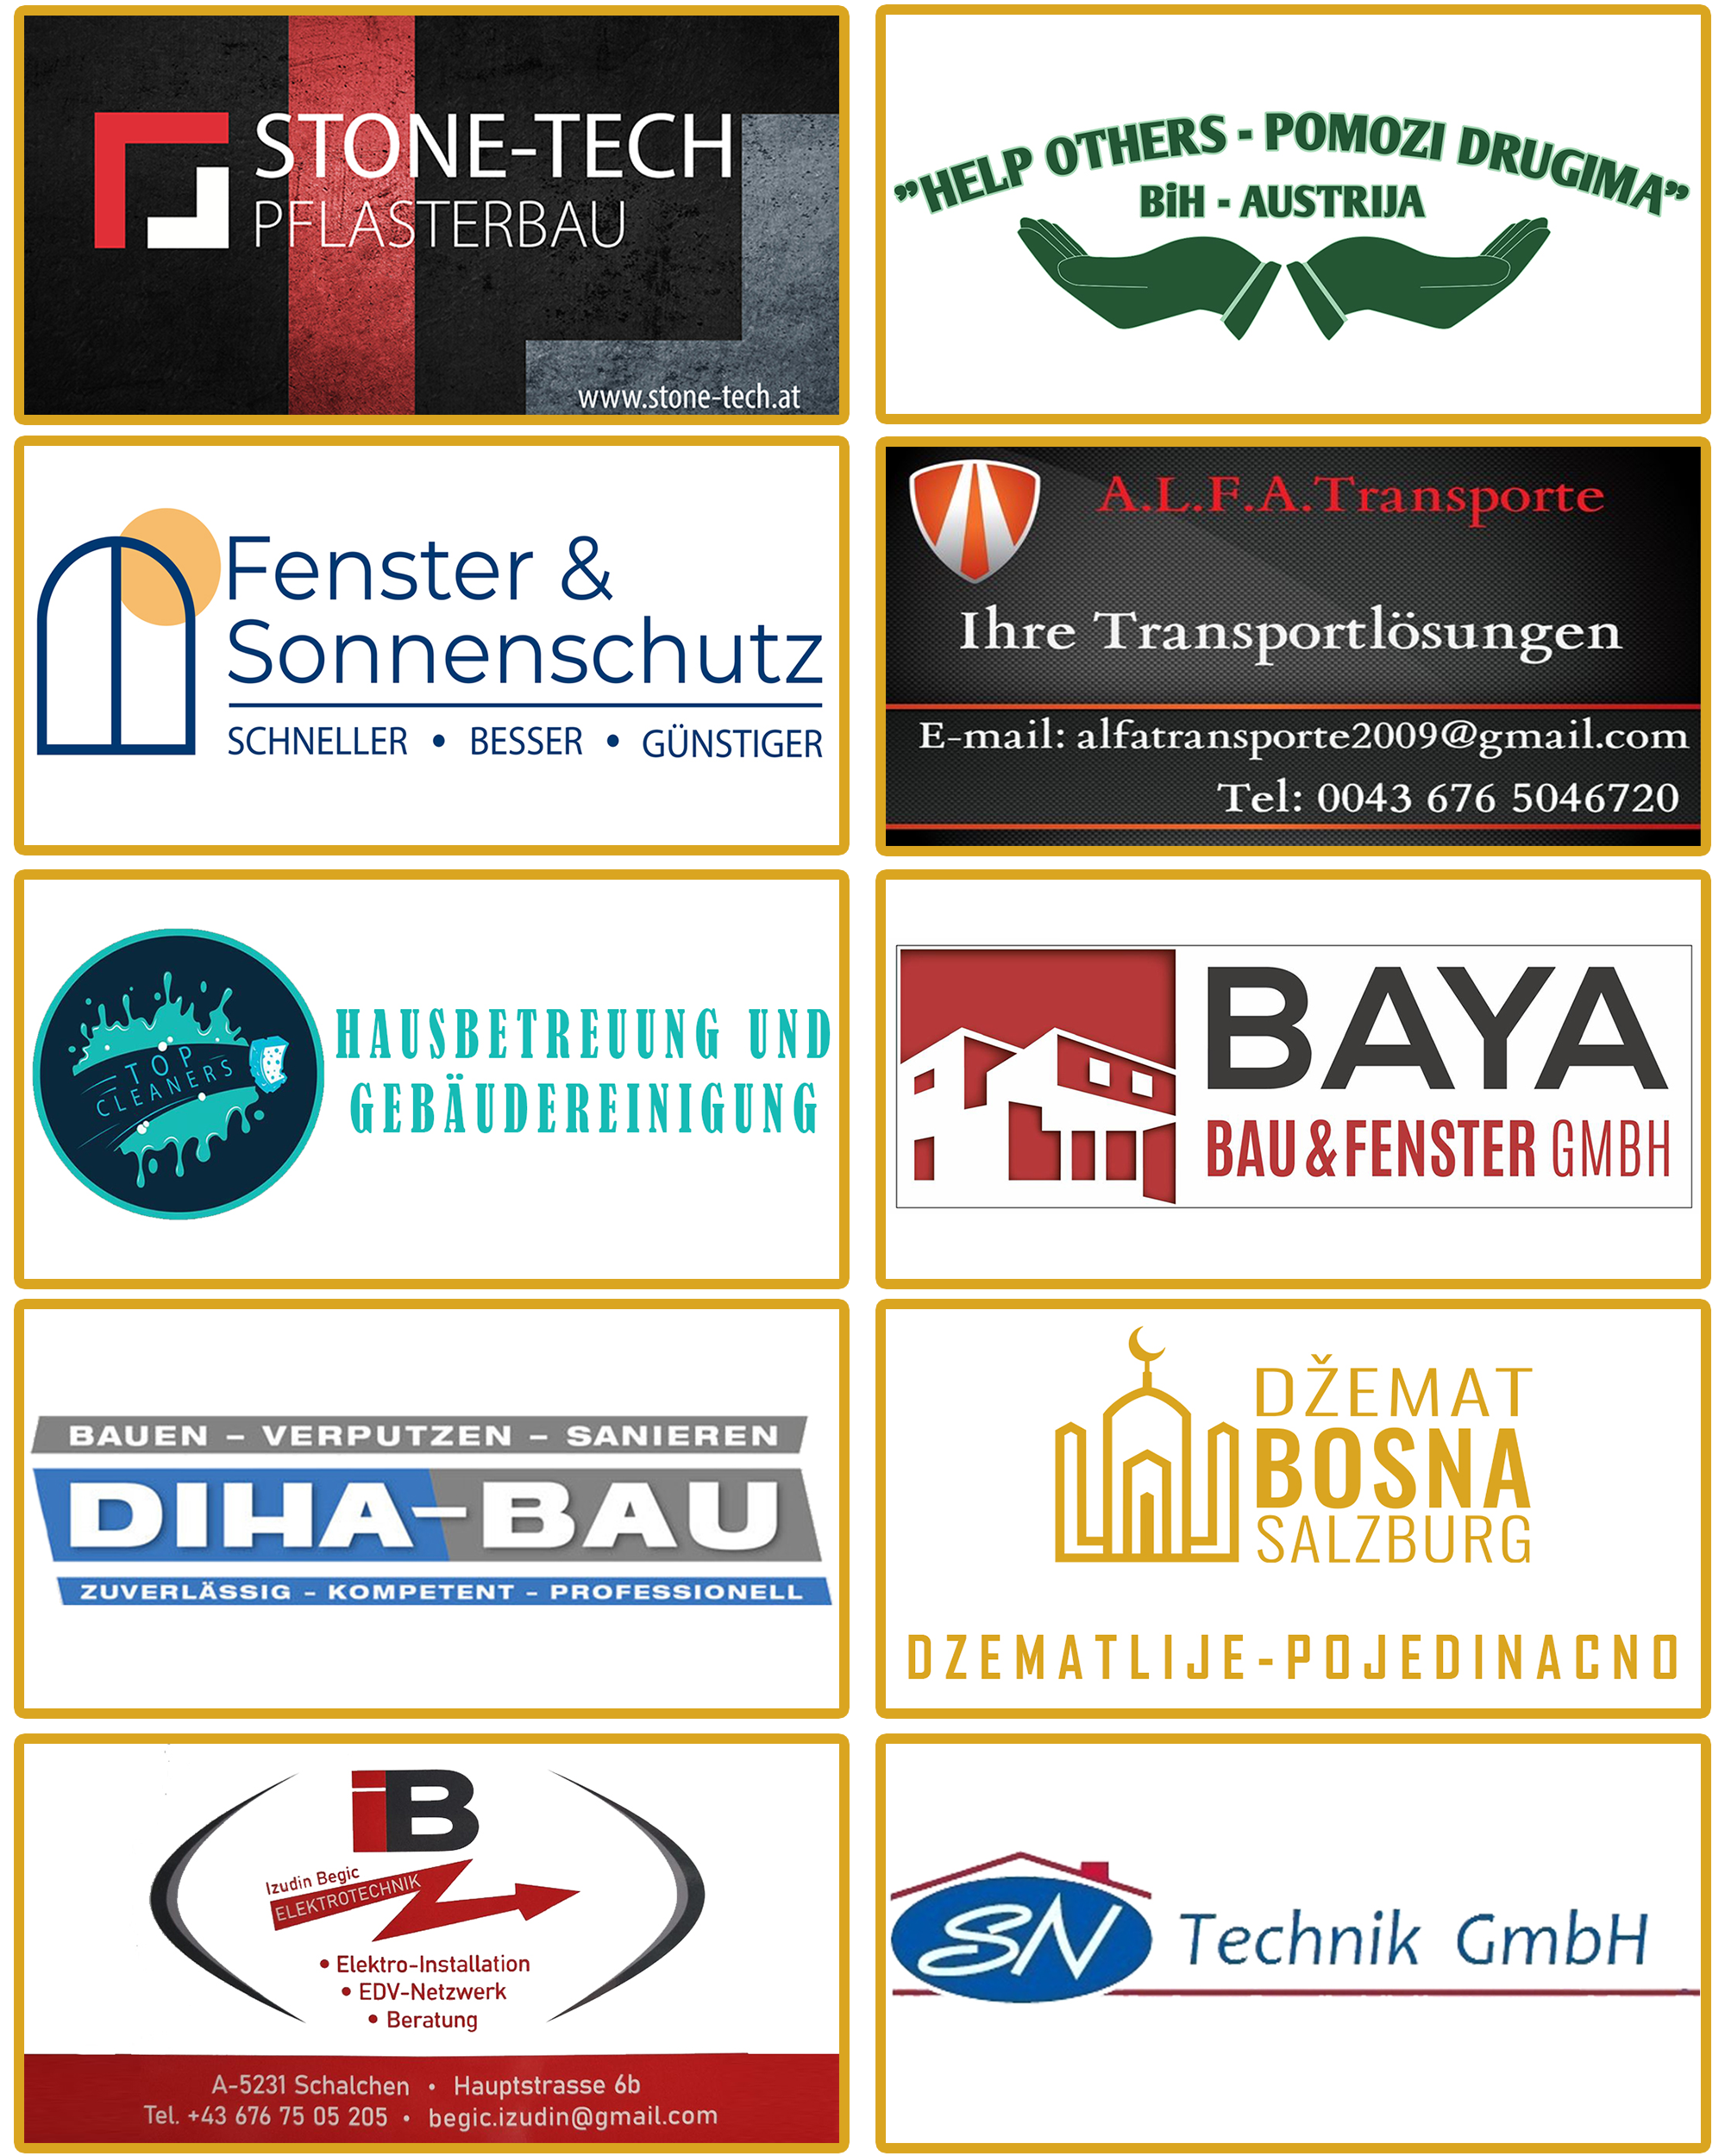 STONE-TECH
PFLASTERBAU
www.stone-tech.at
”HELP OTHERS - POMOZI DRUGIMA”
BiH - AUSTRIJA
Fenster &
Sonnenschutz
SCHNELLER • BESSER • GÜNSTIGER
A.L.F.A.Transporte
Ihre Transportlösungen
E-mail: alfatransporte2009@gmail.com
Tel: 0043 676 5046720
TOP
CLEANERS
HAUSBETREUUNG UND
GEBÄUDEREINIGUNG
BAYA
BAU & FENSTER GMBH
BAUEN – VERPUTZEN – SANIEREN
DIHA-BAU
ZUVERLÄSSIG – KOMPETENT – PROFESSIONELL
DŽEMAT
BOSNA
SALZBURG
DZEMATLIJE-POJEDINACNO
iB
Izudin Begic
ELEKTROTECHNIK
• Elektro-Installation
• EDV-Netzwerk
• Beratung
A-5231 Schalchen • Hauptstrasse 6b
Tel. +43 676 75 05 205 • begic.izudin@gmail.com
SN Technik GmbH